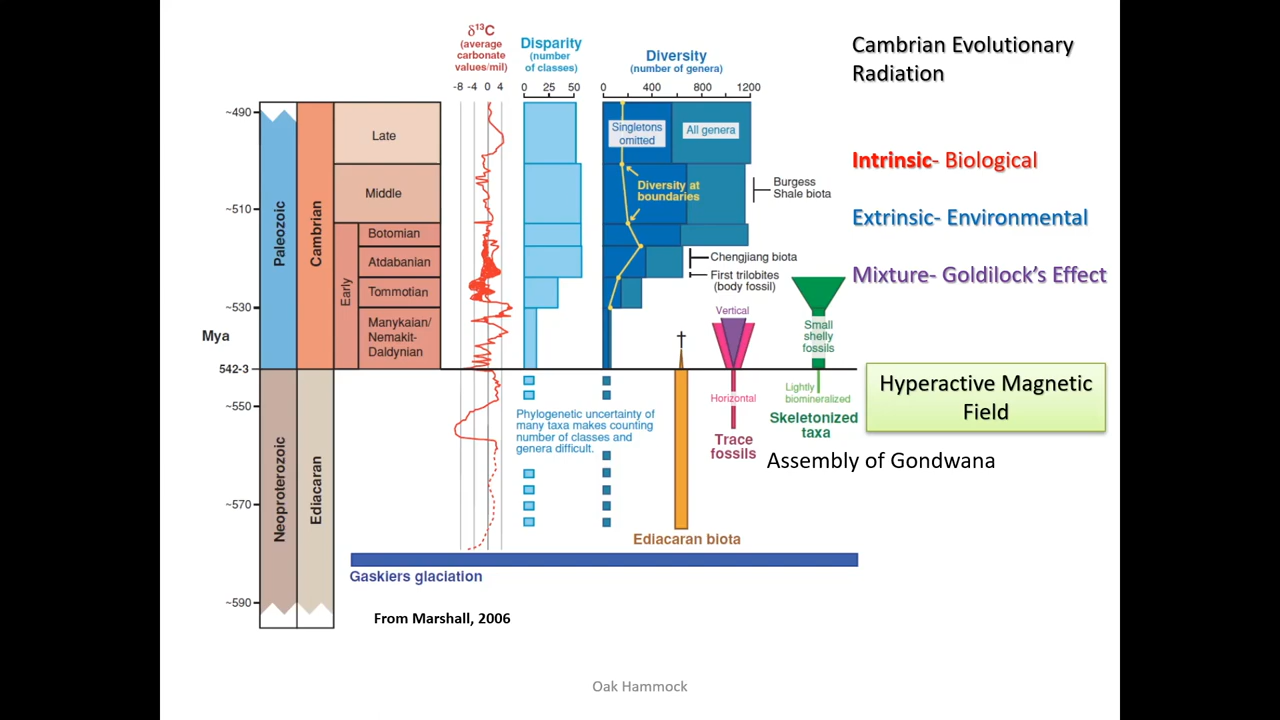 δ13C
(average
carbonate
values/mil)
-8 -4 0 4
Disparity
(number
of classes)
0 25 50
Diversity
(number of genera)
0 400 800 1200
Cambrian Evolutionary
Radiation
Intrinsic- Biological
Extrinsic- Environmental
Mixture- Goldilock's Effect
~490
~510
~530
Mya
542-3
~550
~570
~590
Paleozoic
Neoproterozoic
Cambrian
Ediacaran
Late
Middle
Early
Botomian
Atdabanian
Tommotian
Manykaian/
Nemakit-
Daldynian
Singletons
omitted
All genera
Diversity at
boundaries
Burgess
Shale biota
Chengjiang biota
First trilobites
(body fossil)
Vertical
Small
shelly
fossils
†
Horizontal
Trace
fossils
Lightly
biomineralized
Skeletonized
taxa
Hyperactive Magnetic
Field
Assembly of Gondwana
Phylogenetic uncertainty of
many taxa makes counting
number of classes and
genera difficult.
Ediacaran biota
Gaskiers glaciation
From Marshall, 2006
Oak Hammock